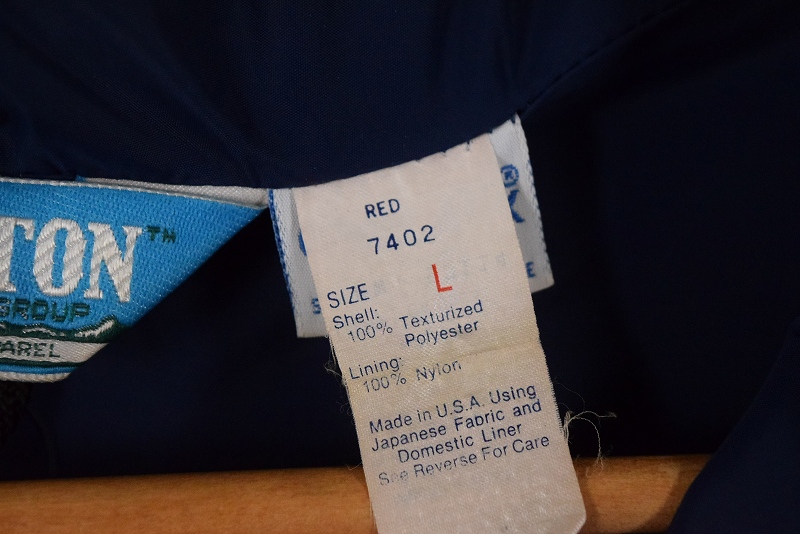 TON™
GROUP
AREL
®
RED
7402
SIZE L
Shell:
100% Texturized
Polyester
Lining:
100% Nylon
Made in U.S.A. Using
Japanese Fabric and
Domestic Liner
See Reverse For Care